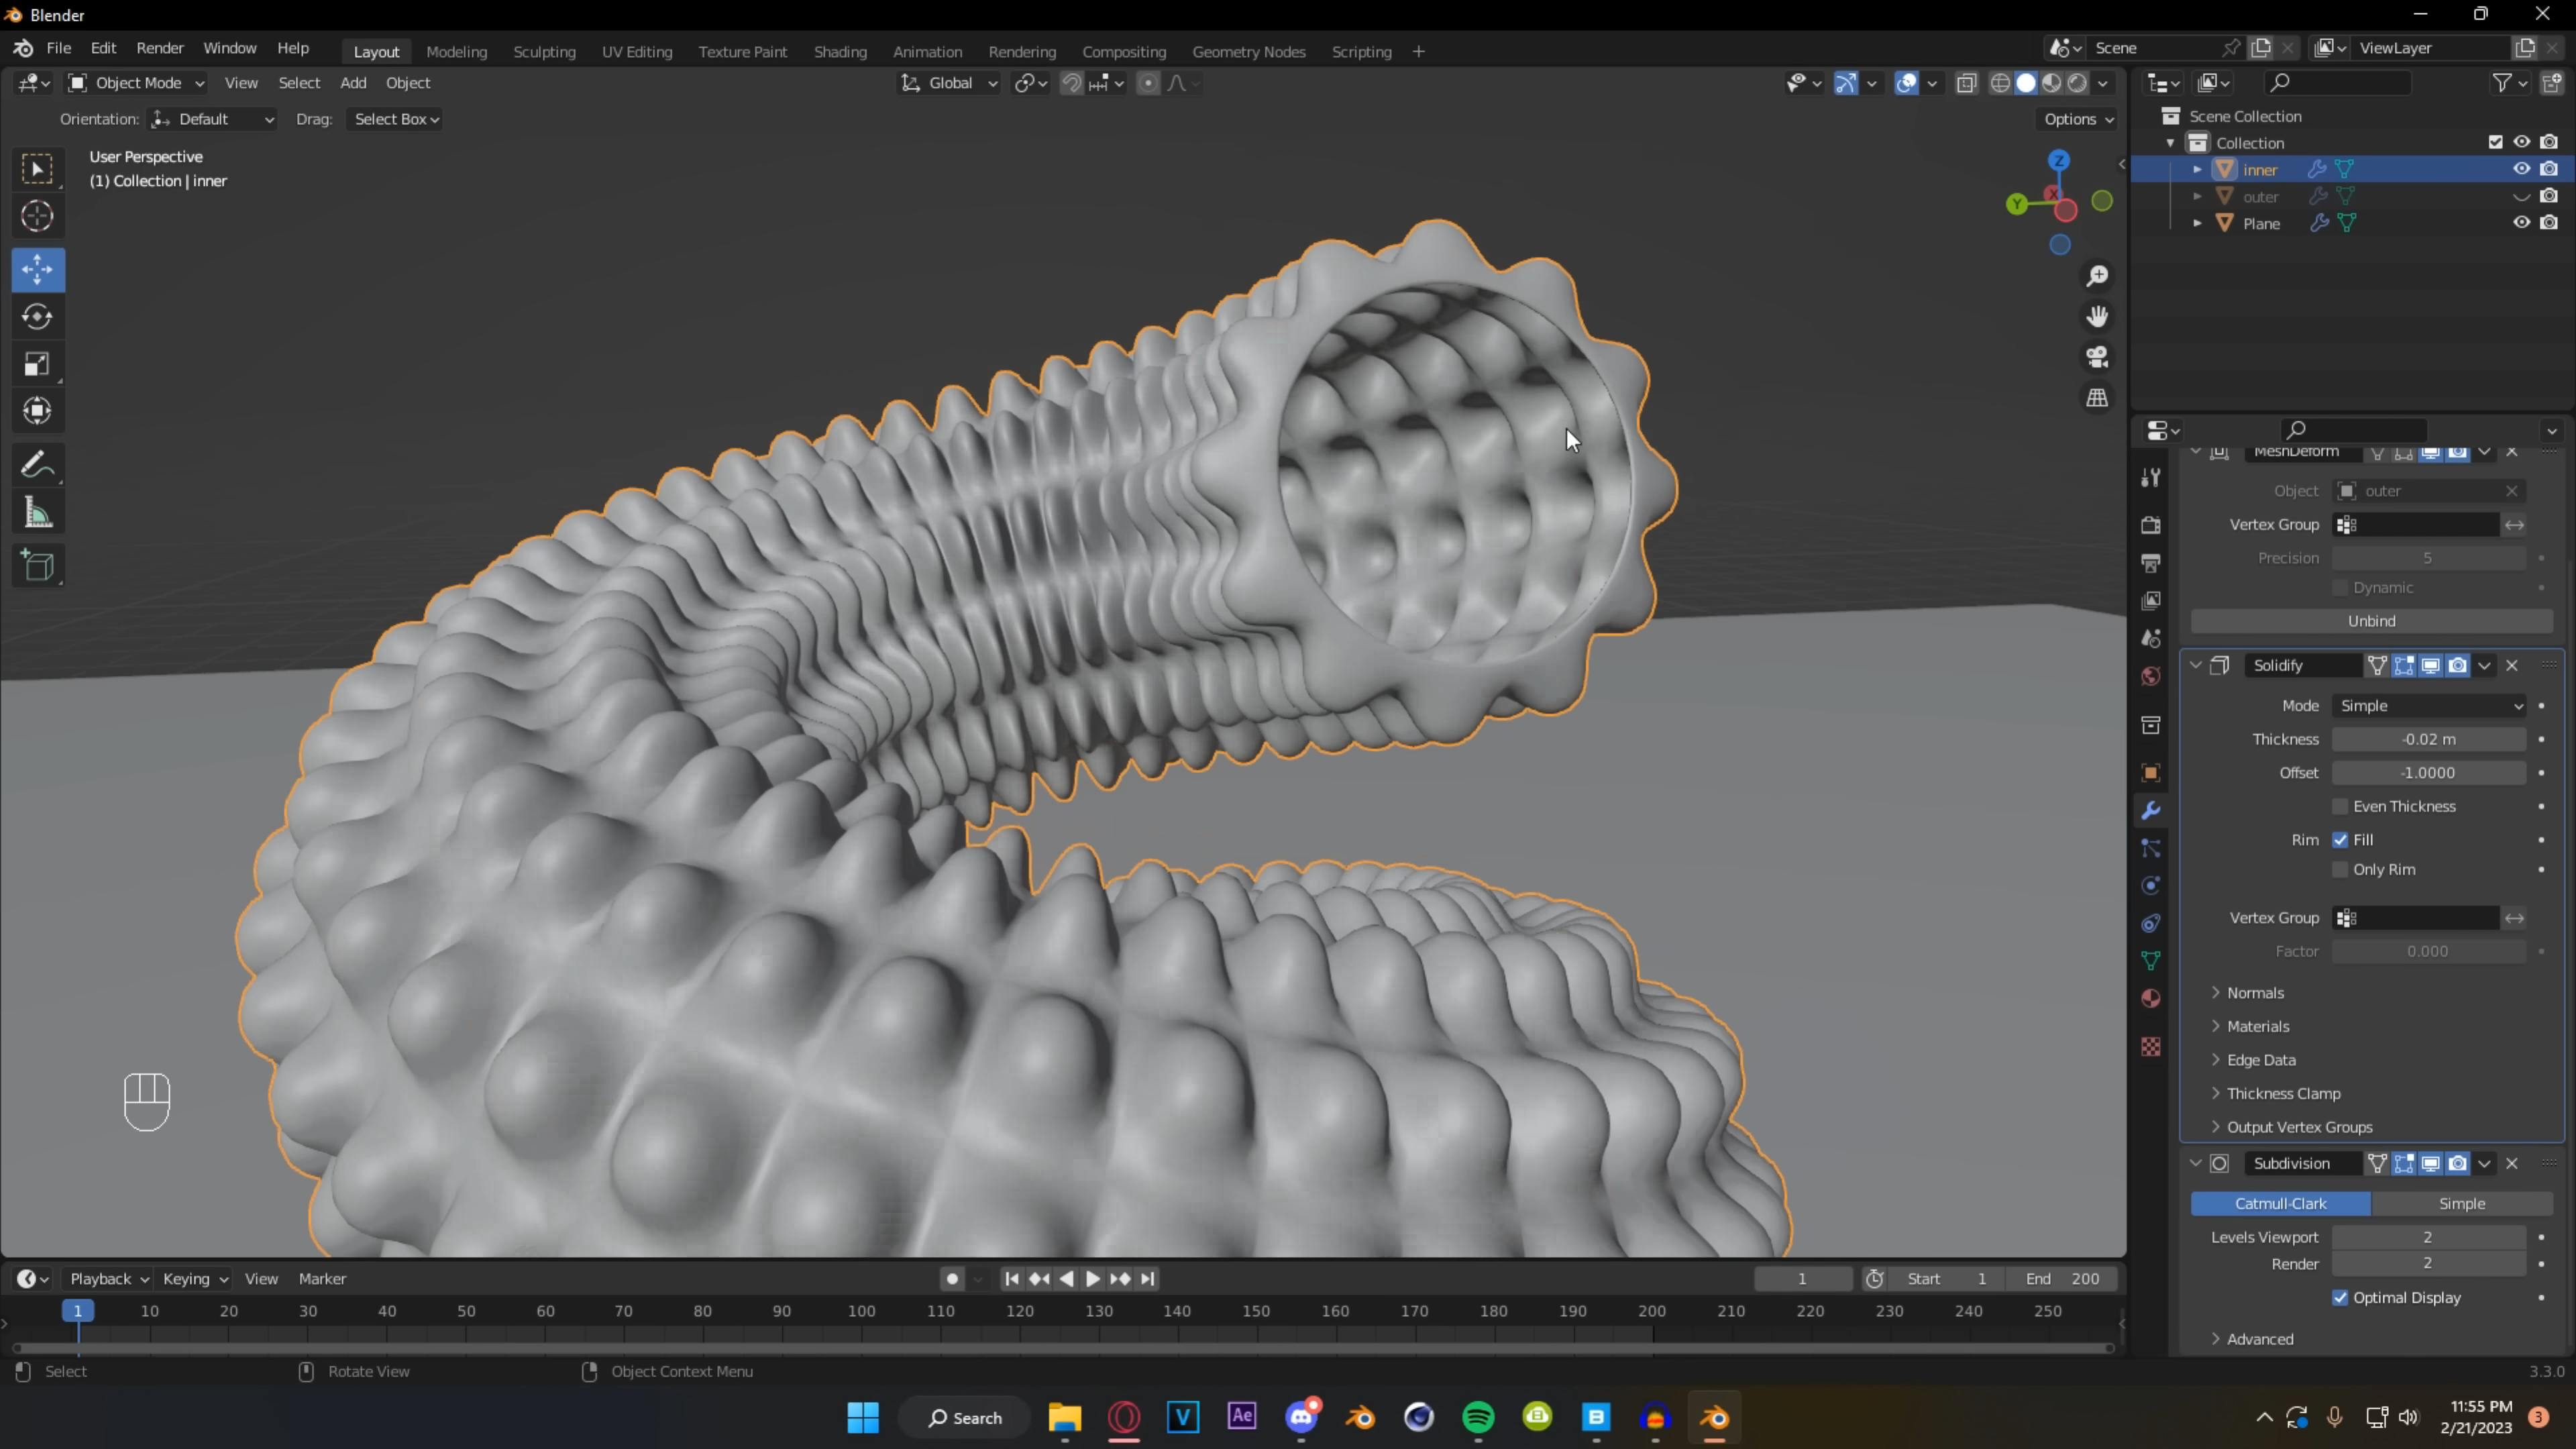 Blender
File Edit Render Window Help Layout Modeling Sculpting UV Editing Texture Paint Shading Animation Rendering Compositing Geometry Nodes Scripting + Scene ViewLayer
Object Mode View Select Add Object Global
Orientation: Default Drag: Select Box Options
User Perspective
(1) Collection | inner
Z
X
Y
Scene Collection
Collection
inner
outer
Plane
MeshDeform
Object outer
Vertex Group
Precision 5
Dynamic
Unbind
Solidify
Mode Simple
Thickness -0.02 m
Offset -1.0000
Even Thickness
Rim Fill
Only Rim
Vertex Group
Factor 0.000
Normals
Materials
Edge Data
Thickness Clamp
Output Vertex Groups
Subdivision
Catmull-Clark Simple
Levels Viewport 2
Render 2
Optimal Display
Advanced
Playback Keying View Marker 1 Start 1 End 200
1 10 20 30 40 50 60 70 80 90 100 110 120 130 140 150 160 170 180 190 200 210 220 230 240 250
Select Rotate View Object Context Menu 3.3.0
Search V Ae B 11:55 PM
2/21/2023 3